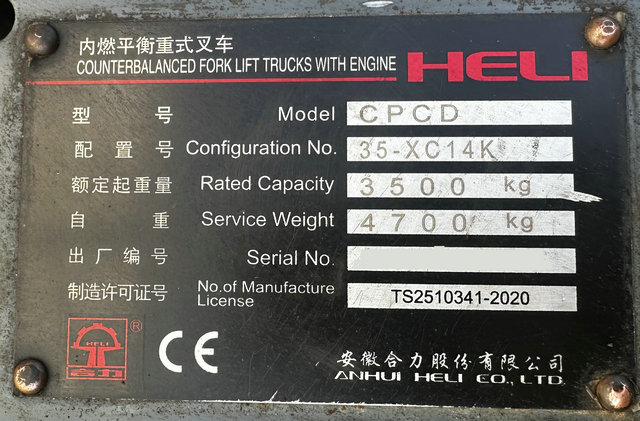 内燃平衡重式叉车
COUNTERBALANCED FORK LIFT TRUCKS WITH ENGINE HELI
型 号 Model CPCD
配 置 号 Configuration No. 35-XC14K
额定起重量 Rated Capacity 3500 kg
自 重 Service Weight 4700 kg
出厂编号 Serial No.
制造许可证号 No.of Manufacture License TS2510341-2020
HELI ®
合力
CE
安徽合力股份有限公司
ANHUI HELI CO., LTD.